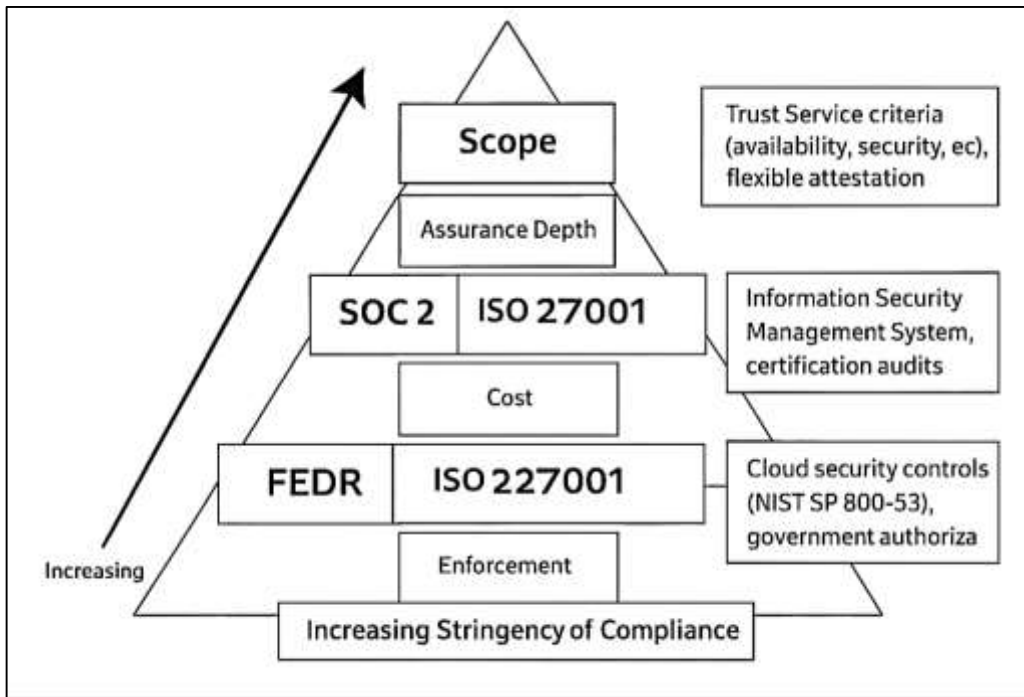 Scope
Trust Service criteria
(availability, security, ec),
flexible attestation
Assurance Depth
SOC 2
ISO 27001
Information Security
Management System,
certification audits
Cost
FEDR
ISO 227001
Cloud security controls
(NIST SP 800-53),
government authoriza
Increasing
Enforcement
Increasing Stringency of Compliance